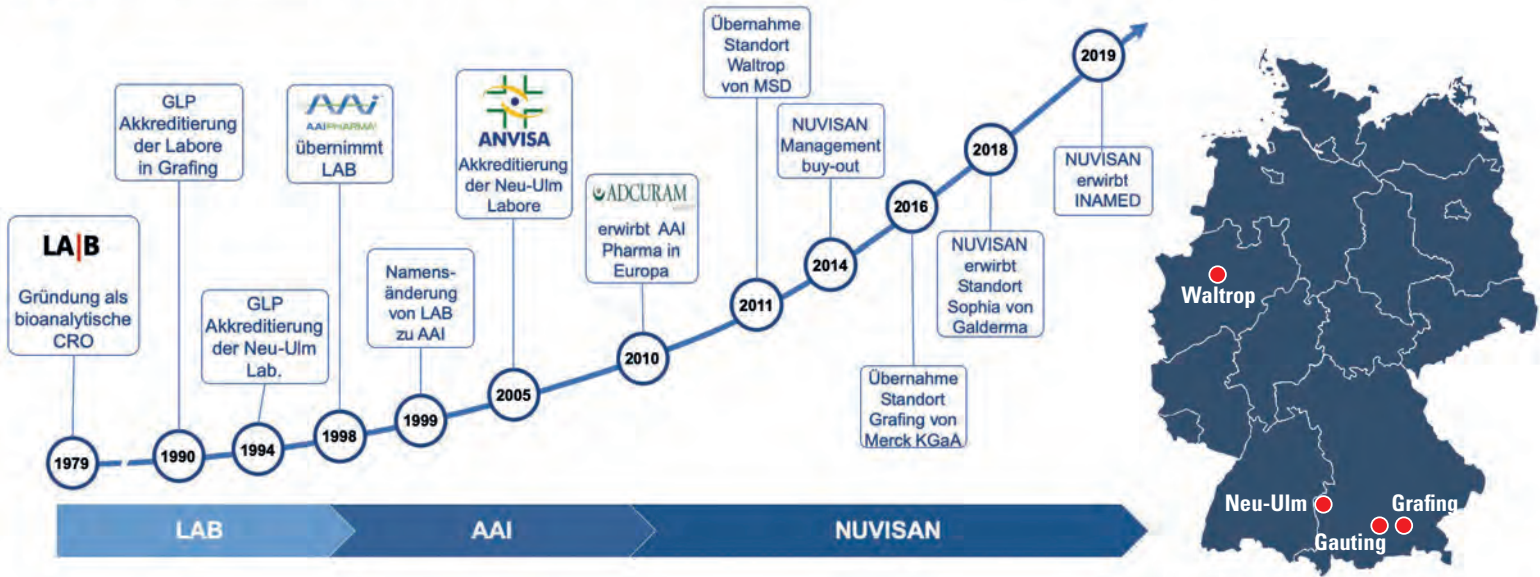 LA|B
Gründung als
bioanalytische
CRO
1979
GLP
Akkreditierung
der Labore
in Grafing
1990
GLP
Akkreditierung
der Neu-Ulm
Lab.
1994
AAi
AAIPHARMA
übernimmt
LAB
1998
Namens-
änderung
von LAB
zu AAI
1999
ANVISA
Akkreditierung
der Neu-Ulm
Labore
2005
ADCURAM
erwirbt AAI
Pharma in
Europa
2010
Übernahme
Standort
Waltrop
von MSD
2011
NUVISAN
Management
buy-out
2014
2016
Übernahme
Standort
Grafing von
Merck KGaA
2018
NUVISAN
erwirbt
Standort
Sophia von
Galderma
2019
NUVISAN
erwirbt
INAMED
LAB
AAI
NUVISAN
Waltrop
Neu-Ulm
Grafing
Gauting